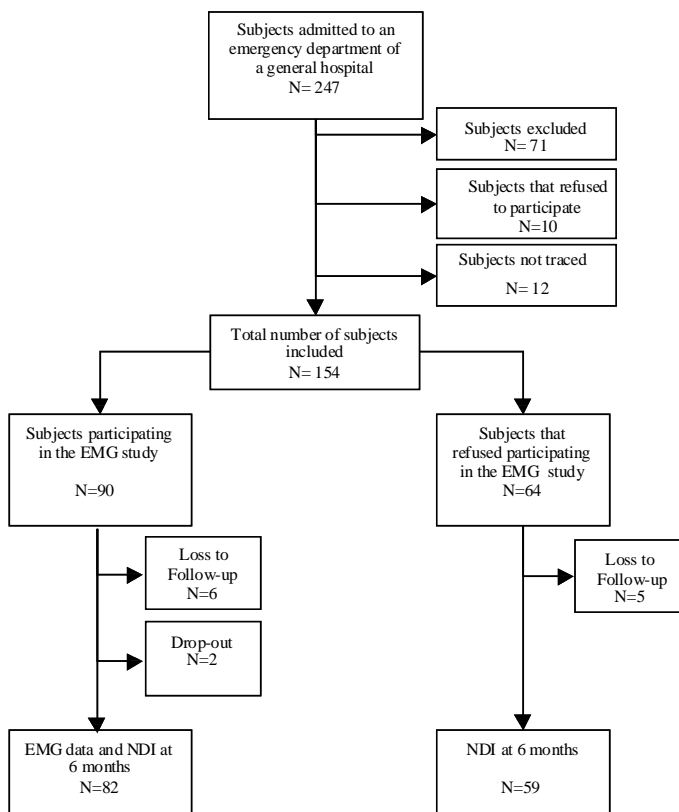 Subjects admitted to an
emergency department of
a general hospital
N= 247
Subjects excluded
N= 71
Subjects that refused
to participate
N=10
Subjects not traced
N= 12
Total number of subjects
included
N= 154
Subjects participating
in the EMG study
N=90
Subjects that
refused participating
in the EMG study
N=64
Loss to
Follow-up
N=6
Loss to
Follow-up
N=5
Drop-out
N=2
EMG data and NDI at
6 months
N=82
NDI at 6 months
N=59